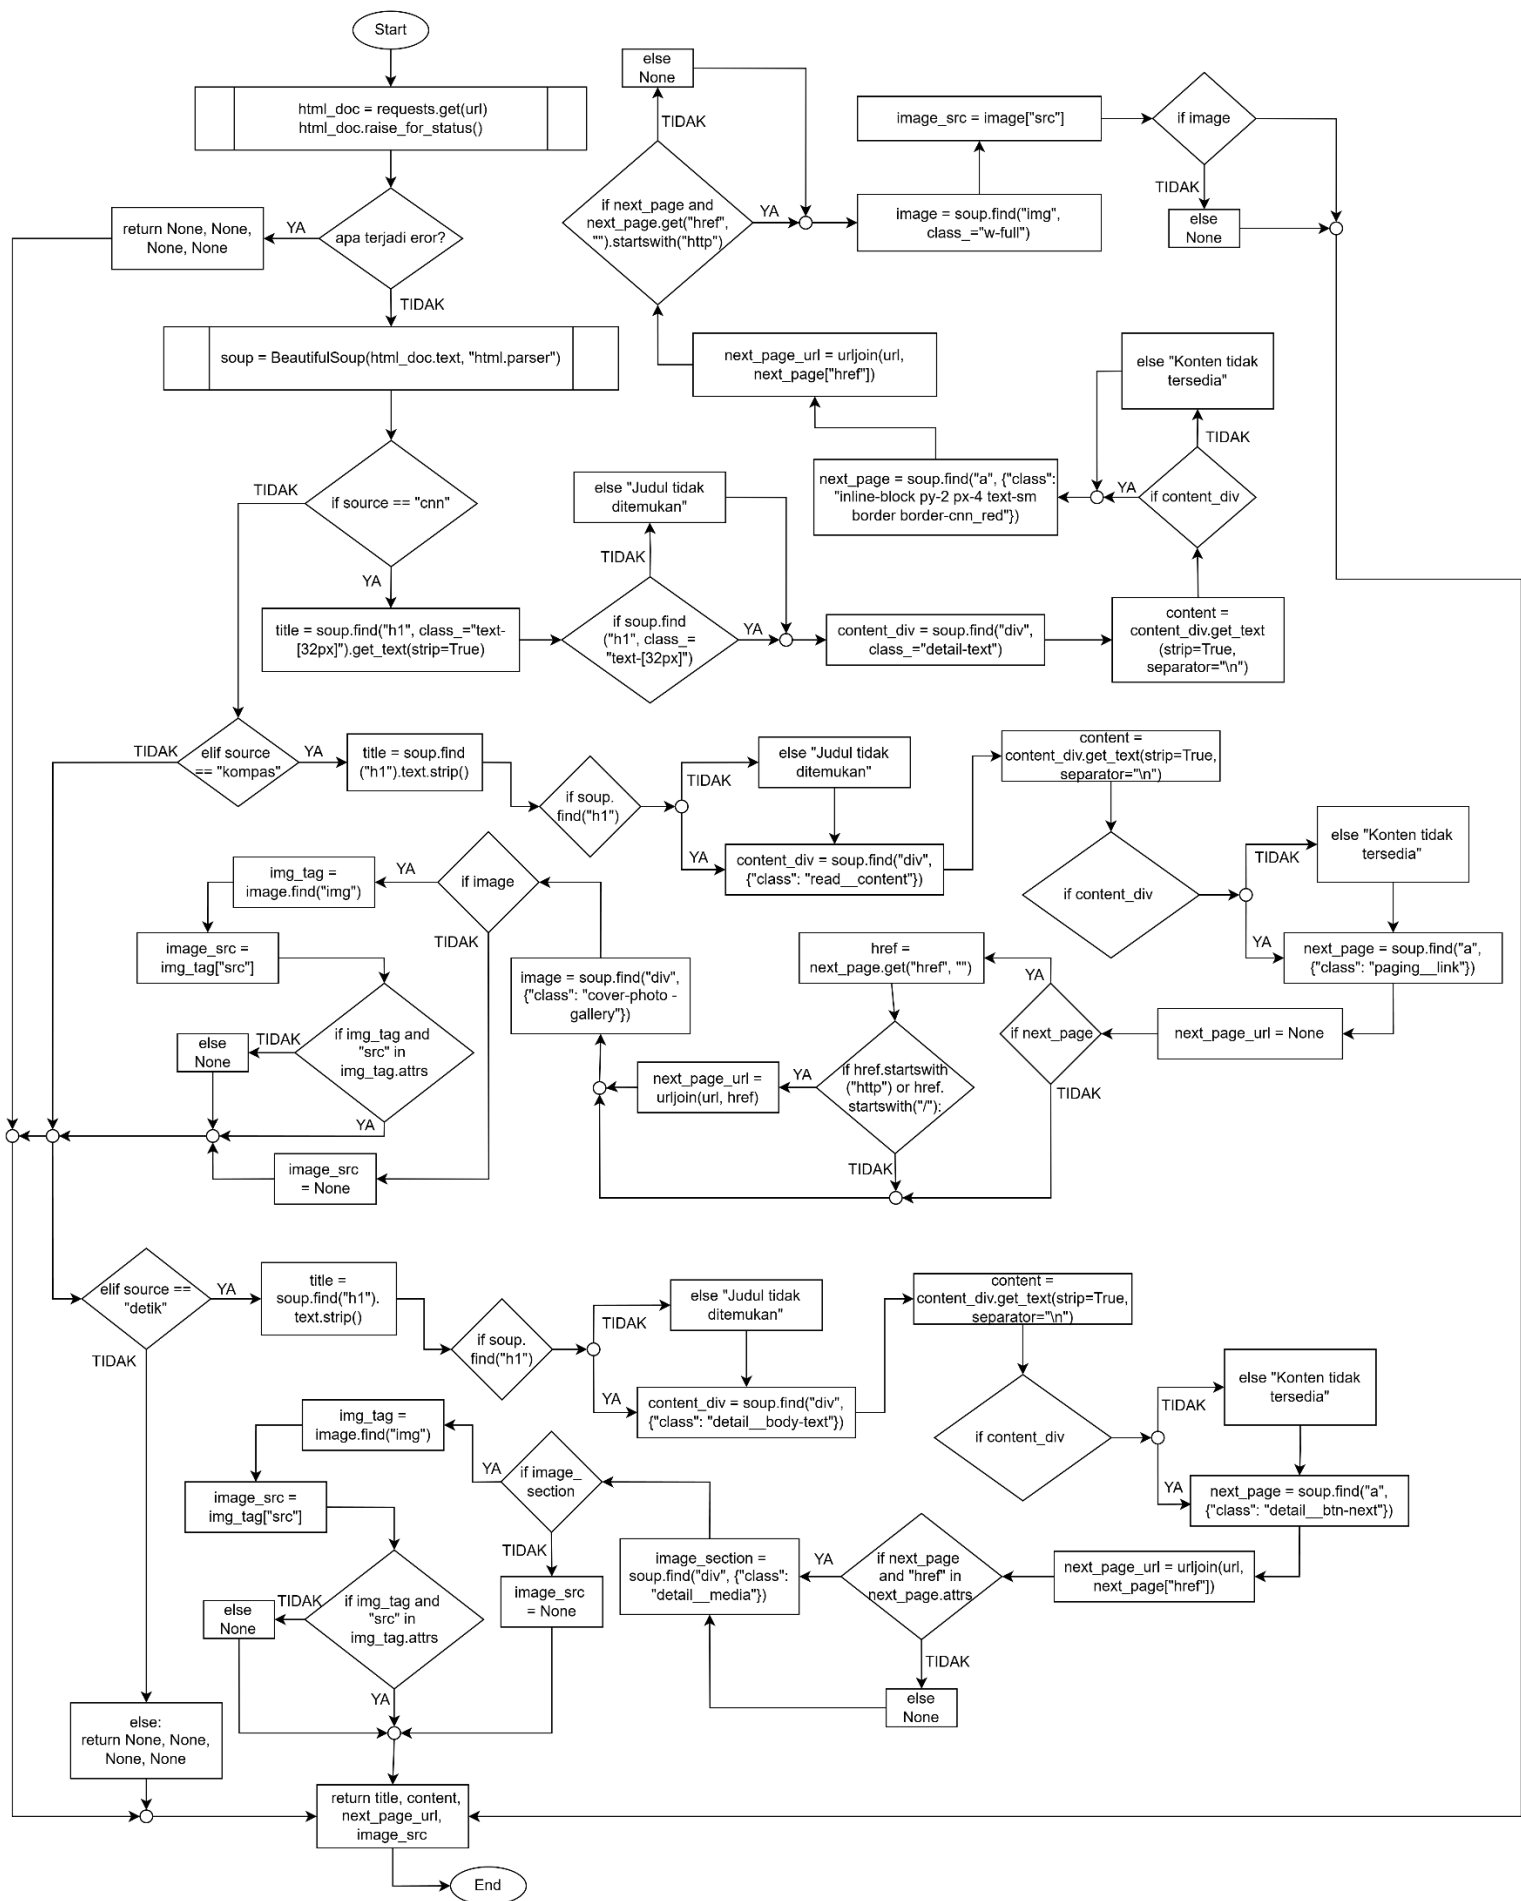 Start
html_doc = requests.get(url)
html_doc.raise_for_status()
apa terjadi eror?
YA
return None, None,
None, None
TIDAK
soup = BeautifulSoup(html_doc.text, "html.parser")
if source == "cnn"
TIDAK
YA
title = soup.find("h1", class_="text-
[32px]").get_text(strip=True)
if soup.find
("h1", class_=
"text-[32px]")
TIDAK
else "Judul tidak
ditemukan"
YA
content_div = soup.find("div",
class_="detail-text")
content =
content_div.get_text
(strip=True,
separator="\n")
if content_div
TIDAK
else "Konten tidak
tersedia"
YA
next_page = soup.find("a", {"class":
"inline-block py-2 px-4 text-sm
border border-cnn_red"})
next_page_url = urljoin(url,
next_page["href"])
if next_page and
next_page.get("href",
"").startswith("http")
TIDAK
else
None
YA
image = soup.find("img",
class_="w-full")
image_src = image["src"]
if image
TIDAK
else
None
elif source
== "kompas"
TIDAK
YA
title = soup.find
("h1").text.strip()
if soup.
find("h1")
TIDAK
else "Judul tidak
ditemukan"
YA
content_div = soup.find("div",
{"class": "read__content"})
content =
content_div.get_text(strip=True,
separator="\n")
if content_div
TIDAK
else "Konten tidak
tersedia"
YA
next_page = soup.find("a",
{"class": "paging__link"})
next_page_url = None
if next_page
YA
href =
next_page.get("href", "")
TIDAK
if href.startswith
("http") or href.
startswith("/"):
YA
next_page_url =
urljoin(url, href)
TIDAK
image = soup.find("div",
{"class": "cover-photo -
gallery"})
if image
YA
img_tag =
image.find("img")
image_src =
img_tag["src"]
if img_tag and
"src" in
img_tag.attrs
TIDAK
else
None
YA
TIDAK
image_src
= None
elif source ==
"detik"
YA
TIDAK
title =
soup.find("h1").
text.strip()
if soup.
find("h1")
TIDAK
else "Judul tidak
ditemukan"
YA
content_div = soup.find("div",
{"class": "detail__body-text"})
content =
content_div.get_text(strip=True,
separator="\n")
if content_div
TIDAK
else "Konten tidak
tersedia"
YA
next_page = soup.find("a",
{"class": "detail__btn-next"})
next_page_url = urljoin(url,
next_page["href"])
if next_page
and "href" in
next_page.attrs
YA
TIDAK
else
None
image_section =
soup.find("div", {"class":
"detail__media"})
if image_
section
YA
img_tag =
image.find("img")
image_src =
img_tag["src"]
if img_tag and
"src" in
img_tag.attrs
TIDAK
else
None
YA
TIDAK
image_src
= None
else:
return None, None,
None, None
return title, content,
next_page_url,
image_src
End